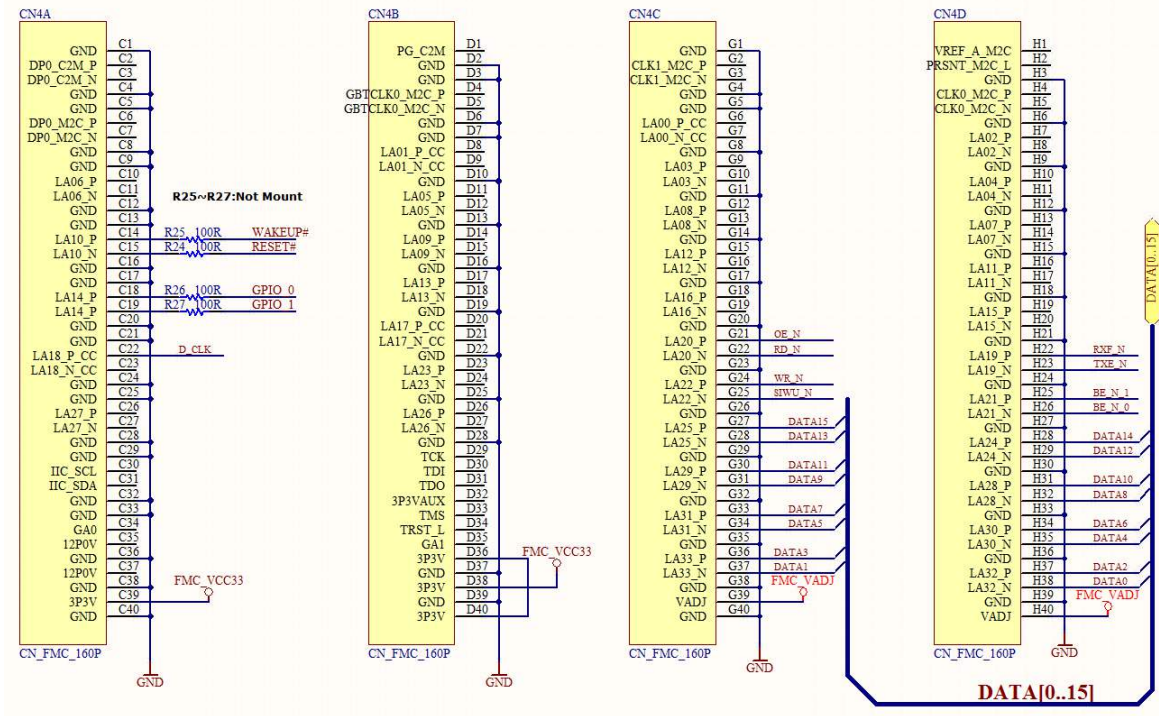 CN4A
GND C1
DP0_C2M_P C2
DP0_C2M_N C3
GND C4
GND C5
DP0_M2C_P C6
DP0_M2C_N C7
GND C8
GND C9
LA06_P C10
LA06_N C11
R25~R27:Not Mount
GND C12
GND C13
LA10_P C14 R25 100R WAKEUP#
LA10_N C15 R24 100R RESET#
GND C16
GND C17
LA14_P C18 R26 100R GPIO_0
LA14_P C19 R27 100R GPIO_1
GND C20
GND C21
LA18_P_CC C22 D_CLK
LA18_N_CC C23
GND C24
GND C25
LA27_P C26
LA27_N C27
GND C28
GND C29
IIC_SCL C30
IIC_SDA C31
GND C32
GND C33
GA0 C34
12P0V C35
GND C36
12P0V C37
GND C38
FMC_VCC33
3P3V C39
GND C40
CN_FMC_160P
GND
CN4B
PG_C2M D1
GND D2
GND D3
GBTCLK0_M2C_P D4
GBTCLK0_M2C_N D5
GND D6
GND D7
LA01_P_CC D8
LA01_N_CC D9
GND D10
LA05_P D11
LA05_N D12
GND D13
LA09_P D14
LA09_N D15
GND D16
LA13_P D17
LA13_N D18
GND D19
LA17_P_CC D20
LA17_N_CC D21
GND D22
LA23_P D23
LA23_N D24
GND D25
LA26_P D26
LA26_N D27
GND D28
TCK D29
TDI D30
TDO D31
3P3VAUX D32
TMS D33
TRST_L D34
GA1 D35
3P3V D36 FMC_VCC33
GND D37
3P3V D38
GND D39
3P3V D40
CN_FMC_160P
GND
CN4C
GND G1
CLK1_M2C_P G2
CLK1_M2C_N G3
GND G4
GND G5
LA00_P_CC G6
LA00_N_CC G7
GND G8
LA03_P G9
LA03_N G10
GND G11
LA08_P G12
LA08_N G13
GND G14
LA12_P G15
LA12_N G16
GND G17
LA16_P G18
LA16_N G19
GND G20
LA20_P G21 OE_N
LA20_N G22 RD_N
GND G23
LA22_P G24 WR_N
LA22_N G25 SIWU_N
GND G26
LA25_P G27 DATA15
LA25_N G28 DATA13
GND G29
LA29_P G30 DATA11
LA29_N G31 DATA9
GND G32
LA31_P G33 DATA7
LA31_N G34 DATA5
GND G35
LA33_P G36 DATA3
LA33_N G37 DATA1
GND G38 FMC_VADJ
VADJ G39
GND G40
CN_FMC_160P
GND
CN4D
VREF_A_M2C H1
PRSNT_M2C_L H2
GND H3
CLK0_M2C_P H4
CLK0_M2C_N H5
GND H6
LA02_P H7
LA02_N H8
GND H9
LA04_P H10
LA04_N H11
GND H12
LA07_P H13
LA07_N H14
GND H15
LA11_P H16
LA11_N H17
GND H18
LA15_P H19
LA15_N H20
GND H21
LA19_P H22 RXF_N
LA19_N H23 TXE_N
GND H24
LA21_P H25 BE_N_1
LA21_N H26 BE_N_0
GND H27
LA24_P H28 DATA14
LA24_N H29 DATA12
GND H30
LA28_P H31 DATA10
LA28_N H32 DATA8
GND H33
LA30_P H34 DATA6
LA30_N H35 DATA4
GND H36
LA32_P H37 DATA2
LA32_N H38 DATA0
GND H39 FMC_VADJ
VADJ H40
CN_FMC_160P
GND
DATA[0..15]
DATA[0..15]